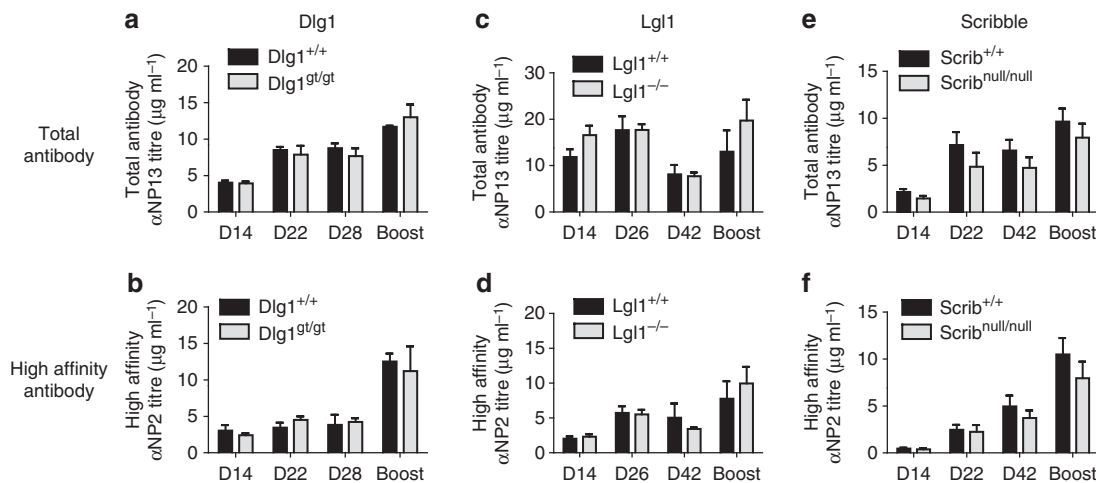 a
Dlg1
Dlg1+/+
Dlg1gt/gt
Total antibody
αNP13 titre (μg ml−1)
20
15
10
5
0
D14 D22 D28 Boost
c
Lgl1
Lgl1+/+
Lgl1−/−
Total antibody
αNP13 titre (μg ml−1)
30
20
10
0
D14 D26 D42 Boost
e
Scribble
Scrib+/+
Scribnull/null
Total antibody
αNP13 titre (μg ml−1)
15
10
5
0
D14 D22 D42 Boost
Total
antibody
b
Dlg1+/+
Dlg1gt/gt
High affinity
αNP2 titre (μg ml−1)
20
15
10
5
0
D14 D22 D28 Boost
d
Lgl1+/+
Lgl1−/−
High affinity
αNP2 titre (μg ml−1)
20
15
10
5
0
D14 D26 D42 Boost
f
Scrib+/+
Scribnull/null
High affinity
αNP2 titre (μg ml−1)
15
10
5
0
D14 D22 D42 Boost
High affinity
antibody